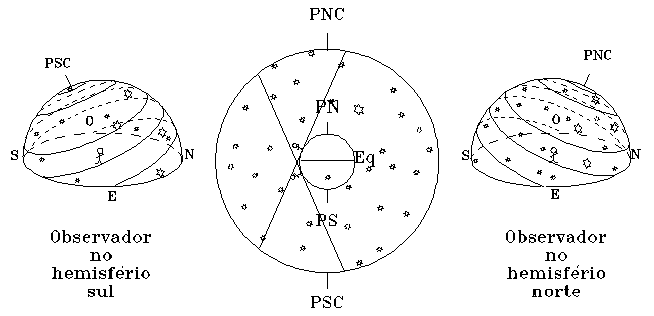 PNC
PSC
PNC
PN
O
O
S
N
Eq
S
N
E
E
PS
Observador
no
hemisfério
sul
Observador
no
hemisfério
norte
PSC